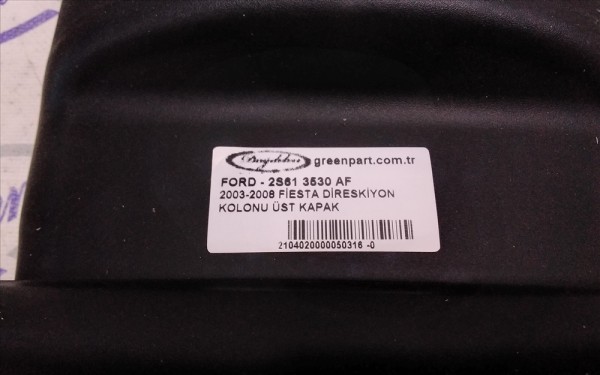 greenpart.com.tr
FORD - 2S61 3530 AF
2003-2008 FİESTA DİRESKİYON
KOLONU ÜST KAPAK
2104020000050316 -0